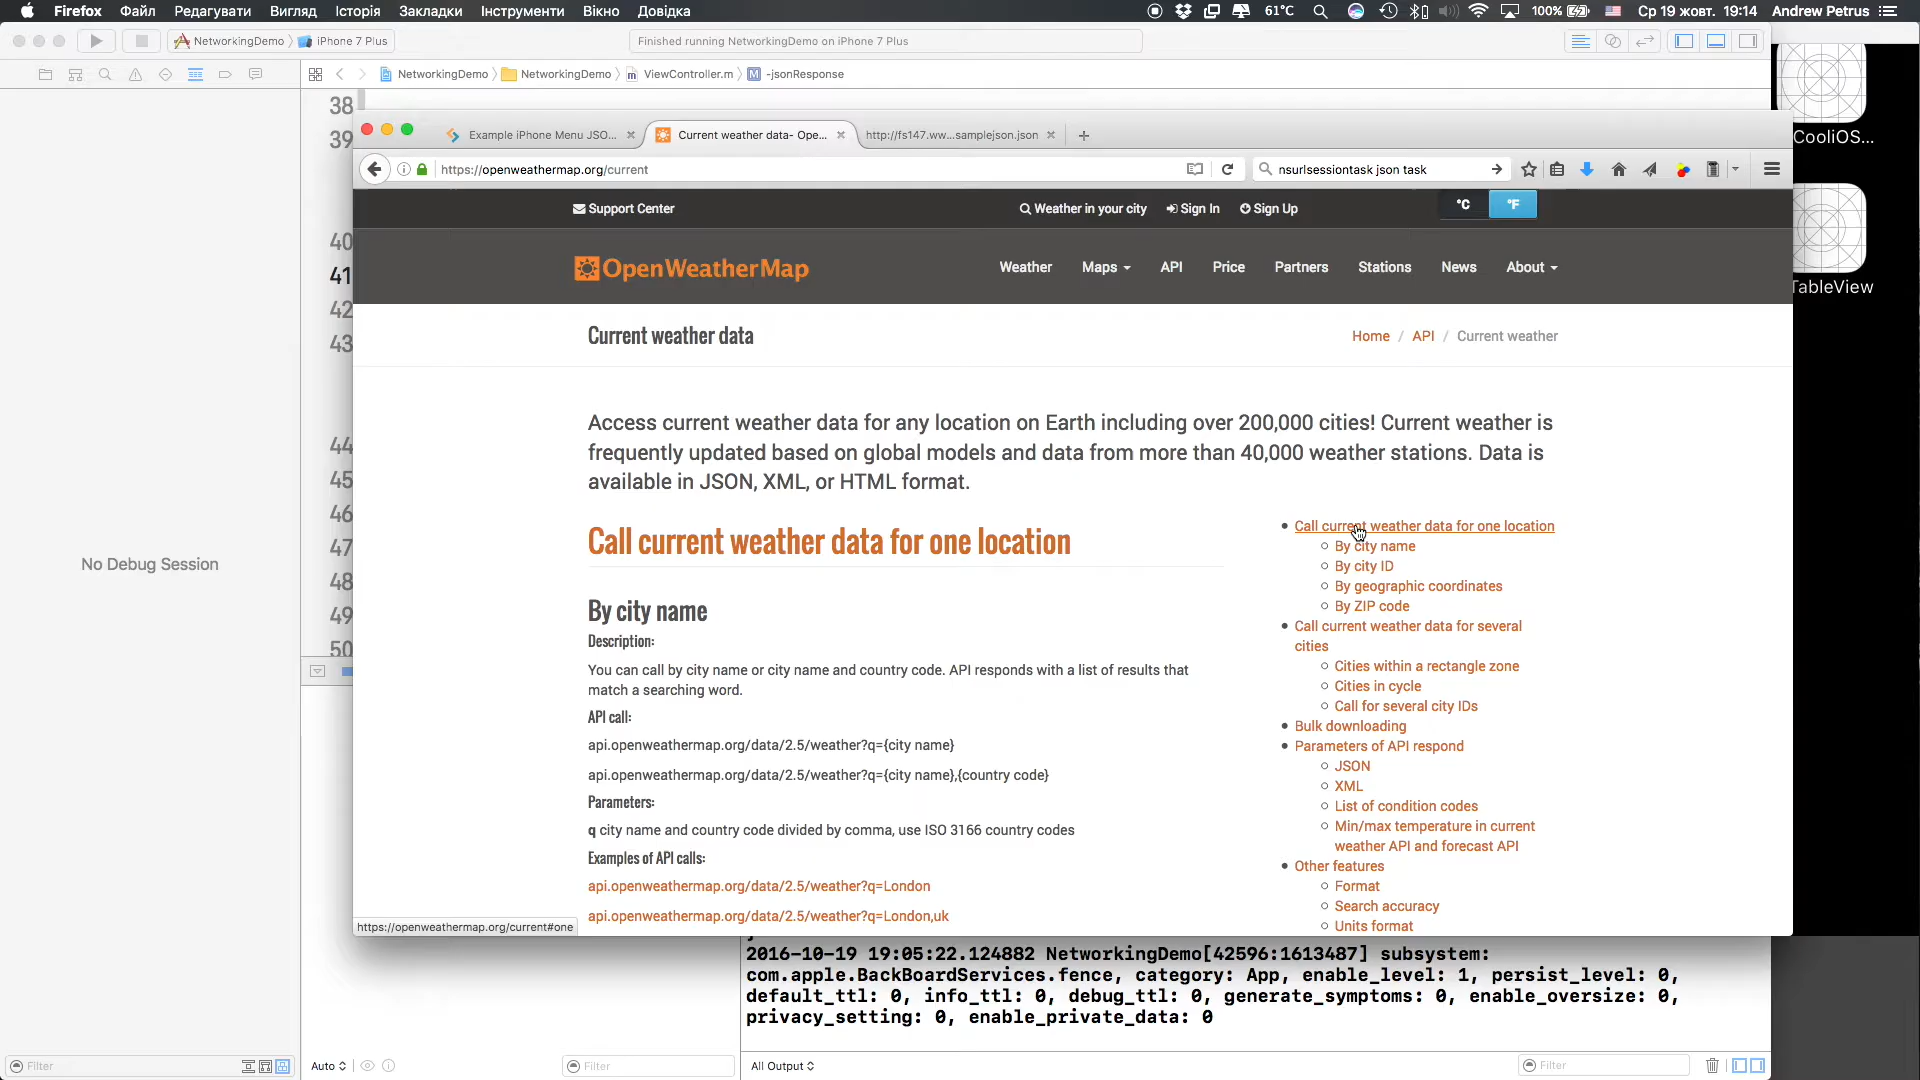 Firefox Файл Редагувати Вигляд Історія Закладки Інструменти Вікно Довідка 61°C 100% Ср 19 жовт. 19:14 Andrew Petrus
NetworkingDemo iPhone 7 Plus Finished running NetworkingDemo on iPhone 7 Plus
NetworkingDemo NetworkingDemo ViewController.m M -jsonResponse
38
39
40
41
42
43
44
45
46
47
48
49
50
CooliOS...
TableView
Example iPhone Menu JSO... Current weather data- Ope... http://fs147.ww...samplejson.json
https://openweathermap.org/current nsurlsessiontask json task
Support Center Weather in your city Sign In Sign Up °C °F
OpenWeatherMap Weather Maps API Price Partners Stations News About
Current weather data Home / API / Current weather
Access current weather data for any location on Earth including over 200,000 cities! Current weather is
frequently updated based on global models and data from more than 40,000 weather stations. Data is
available in JSON, XML, or HTML format.
Call current weather data for one location
By city name
Description:
You can call by city name or city name and country code. API responds with a list of results that
match a searching word.
API call:
api.openweathermap.org/data/2.5/weather?q={city name}
api.openweathermap.org/data/2.5/weather?q={city name},{country code}
Parameters:
q city name and country code divided by comma, use ISO 3166 country codes
Examples of API calls:
api.openweathermap.org/data/2.5/weather?q=London
api.openweathermap.org/data/2.5/weather?q=London,uk
Call current weather data for one location
By city name
By city ID
By geographic coordinates
By ZIP code
Call current weather data for several
cities
Cities within a rectangle zone
Cities in cycle
Call for several city IDs
Bulk downloading
Parameters of API respond
JSON
XML
List of condition codes
Min/max temperature in current
weather API and forecast API
Other features
Format
Search accuracy
Units format
https://openweathermap.org/current#one
No Debug Session
2016-10-19 19:05:22.124882 NetworkingDemo[42596:1613487] subsystem:
com.apple.BackBoardServices.fence, category: App, enable_level: 1, persist_level: 0,
default_ttl: 0, info_ttl: 0, debug_ttl: 0, generate_symptoms: 0, enable_oversize: 0,
privacy_setting: 0, enable_private_data: 0
Filter Auto Filter All Output Filter